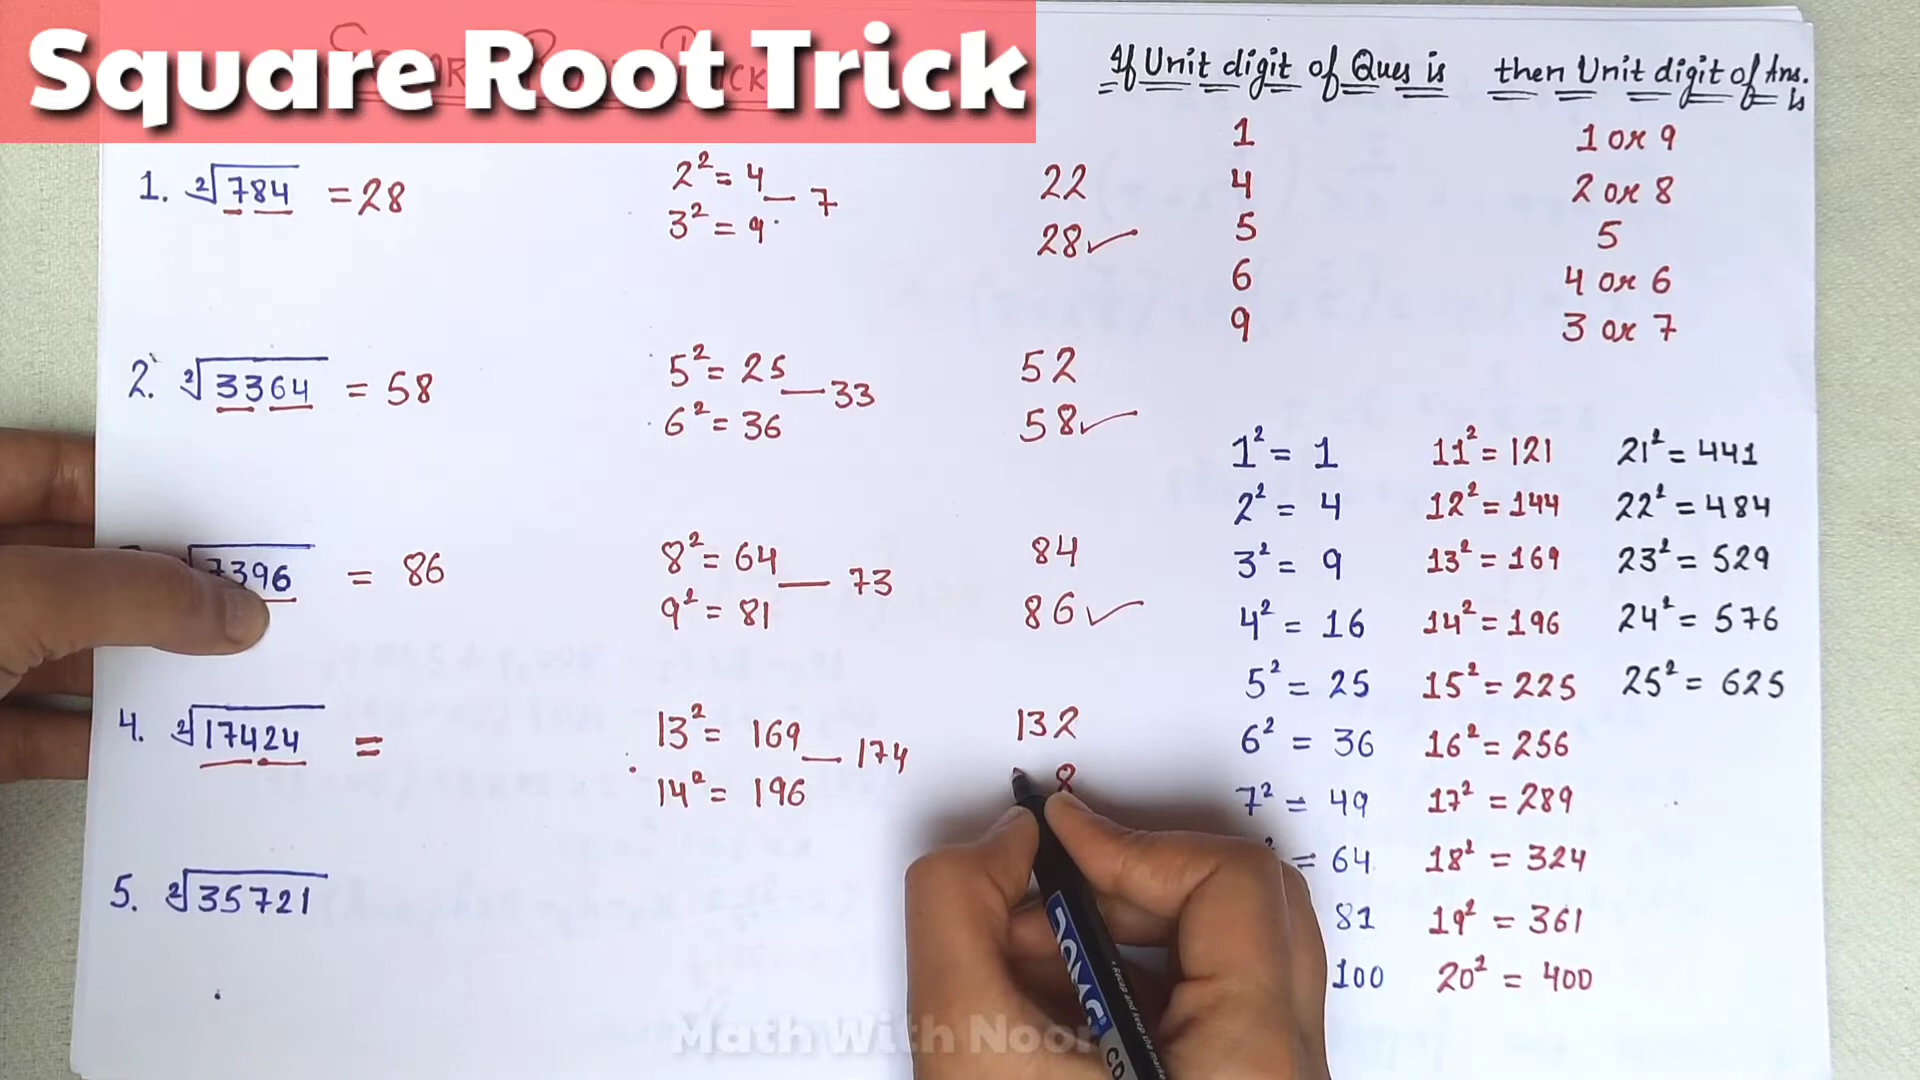 Square Root Trick
If Unit digit of Ques is then Unit digit of Ans. is
1 1 or 9
4 2 or 8
5 5
6 4 or 6
9 3 or 7
1. ²√784 = 28
2² = 4
3² = 9
— 7
22
28 ✓
2. ²√3364 = 58
5² = 25
6² = 36
— 33
52
58 ✓
7396 = 86
8² = 64
9² = 81
— 73
84
86 ✓
4. ²√17424 =
13² = 169
14² = 196
— 174
132
8
5. ²√35721
1² = 1 11² = 121 21² = 441
2² = 4 12² = 144 22² = 484
3² = 9 13² = 169 23² = 529
4² = 16 14² = 196 24² = 576
5² = 25 15² = 225 25² = 625
6² = 36 16² = 256
7² = 49 17² = 289
² = 64 18² = 324
81 19² = 361
100 20² = 400
Math With Noor